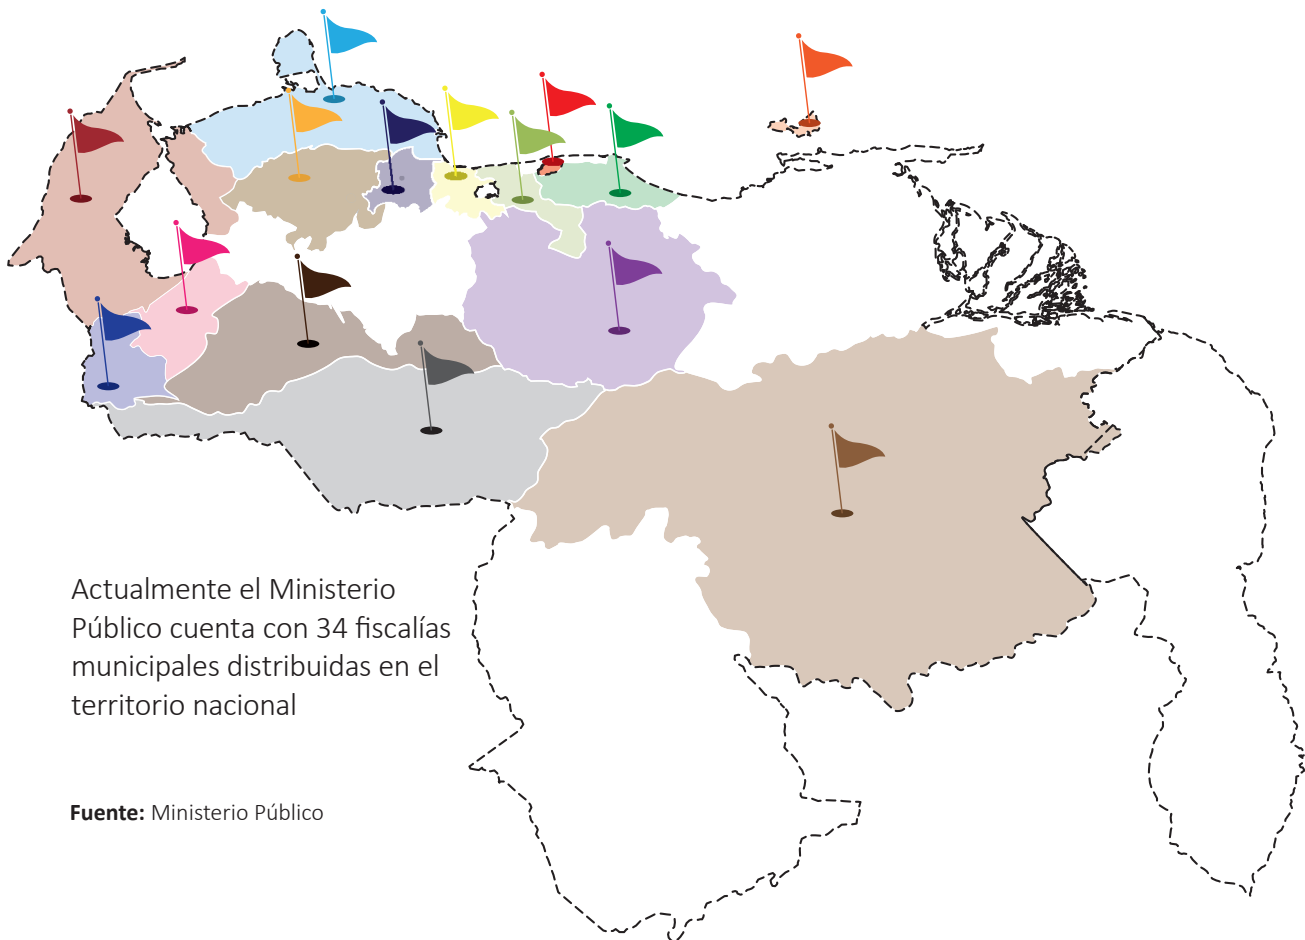 Actualmente el Ministerio
Público cuenta con 34 fiscalías
municipales distribuidas en el
territorio nacional
Fuente: Ministerio Público